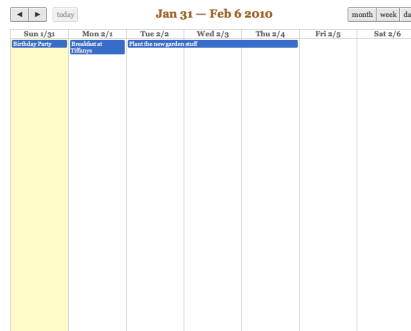 today
Jan 31 — Feb 6 2010
month week da
Sun 1/31 Mon 2/1 Tue 2/2 Wed 2/3 Thu 2/4 Fri 2/5 Sat 2/6
Birthday Party
Breakfast at
Tiffanys
Plant the new garden stuff